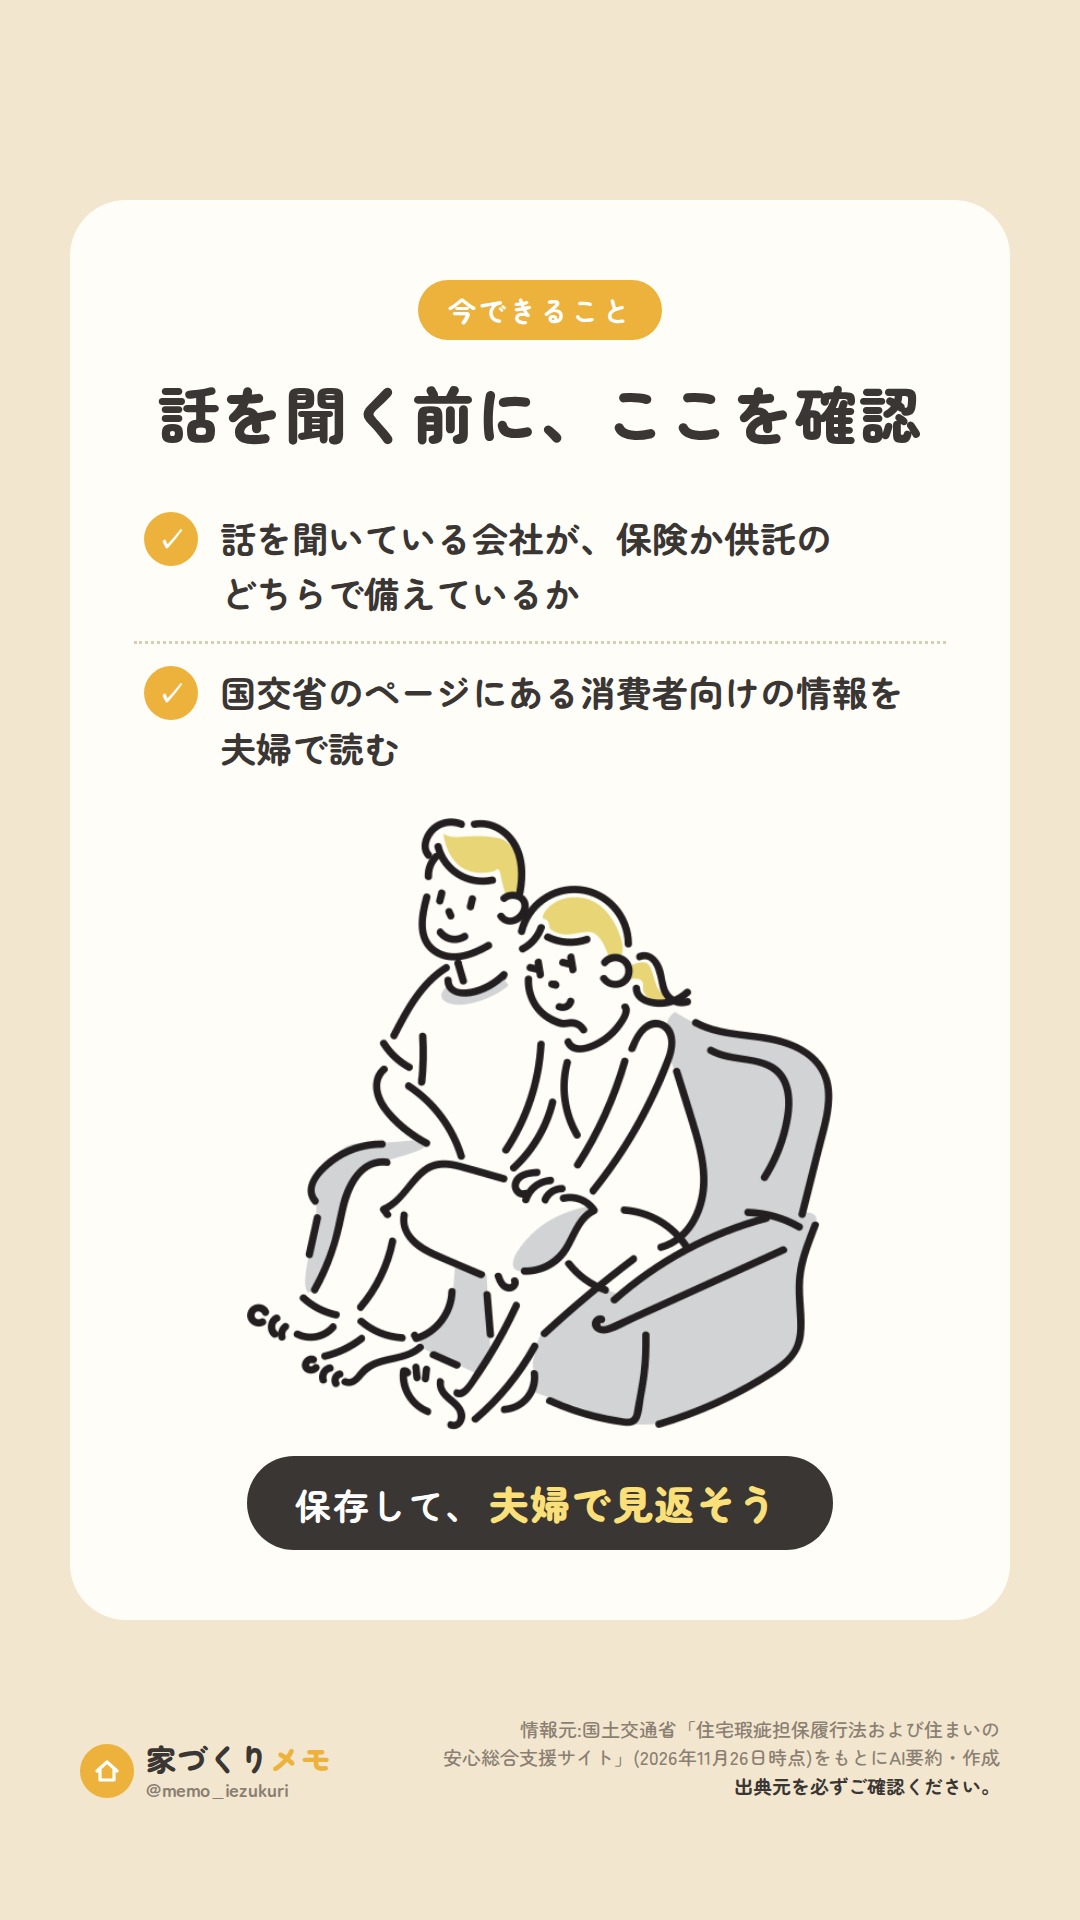 今できること
話を聞く前に、ここを確認
✓ 話を聞いている会社が、保険か供託の
どちらで備えているか
✓ 国交省のページにある消費者向けの情報を
夫婦で読む
保存して、夫婦で見返そう
家づくりメモ
@memo_iezukuri
情報元:国土交通省「住宅瑕疵担保履行法および住まいの
安心総合支援サイト」(2026年11月26日時点)をもとにAI要約・作成
出典元を必ずご確認ください。